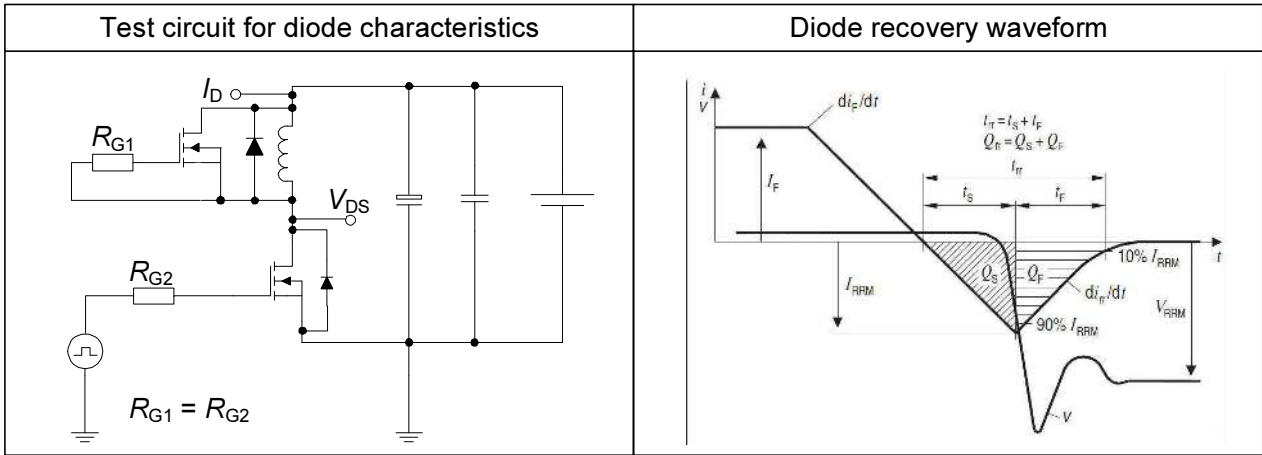 Test circuit for diode characteristics
Diode recovery waveform
I_D
R_G1
V_DS
R_G2
R_G1 = R_G2
i
V
di_F/dt
t_rr = t_S + t_F
Q_rr = Q_S + Q_F
t_rr
t_S
t_F
I_F
Q_S
Q_F
10% I_RRM
t
I_RRM
di_rr/dt
V_RRM
90% I_RRM
V